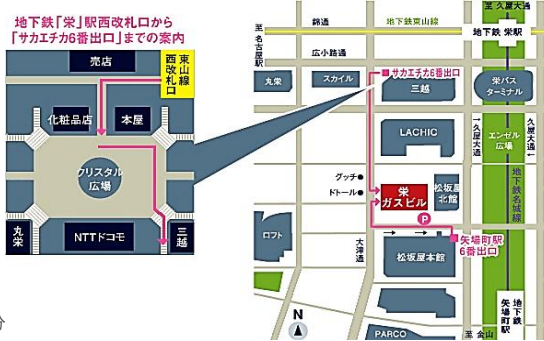 地下鉄「栄」駅西改札口から
「サカエチカ6番出口」までの案内
売店
東山線
西改札口
化粧品店
本屋
クリスタル
広場
丸栄
NTTドコモ
三越
至 名古屋駅
錦通
地下鉄東山線
至 久屋大通
地下鉄 栄駅
広小路通
丸栄
スカイル
サカエチカ6番出口
三越
栄バス
ターミナル
LACHIC
←久屋大通
エンゼル
広場
久屋大通→
地下鉄名城線
グッチ
ドトール
栄
ガスビル
松坂屋
北館
P
矢場町駅
6番出口
ロフト
大津通
松坂屋本館
N
PARCO
至 金山
地下鉄
矢場町駅
分